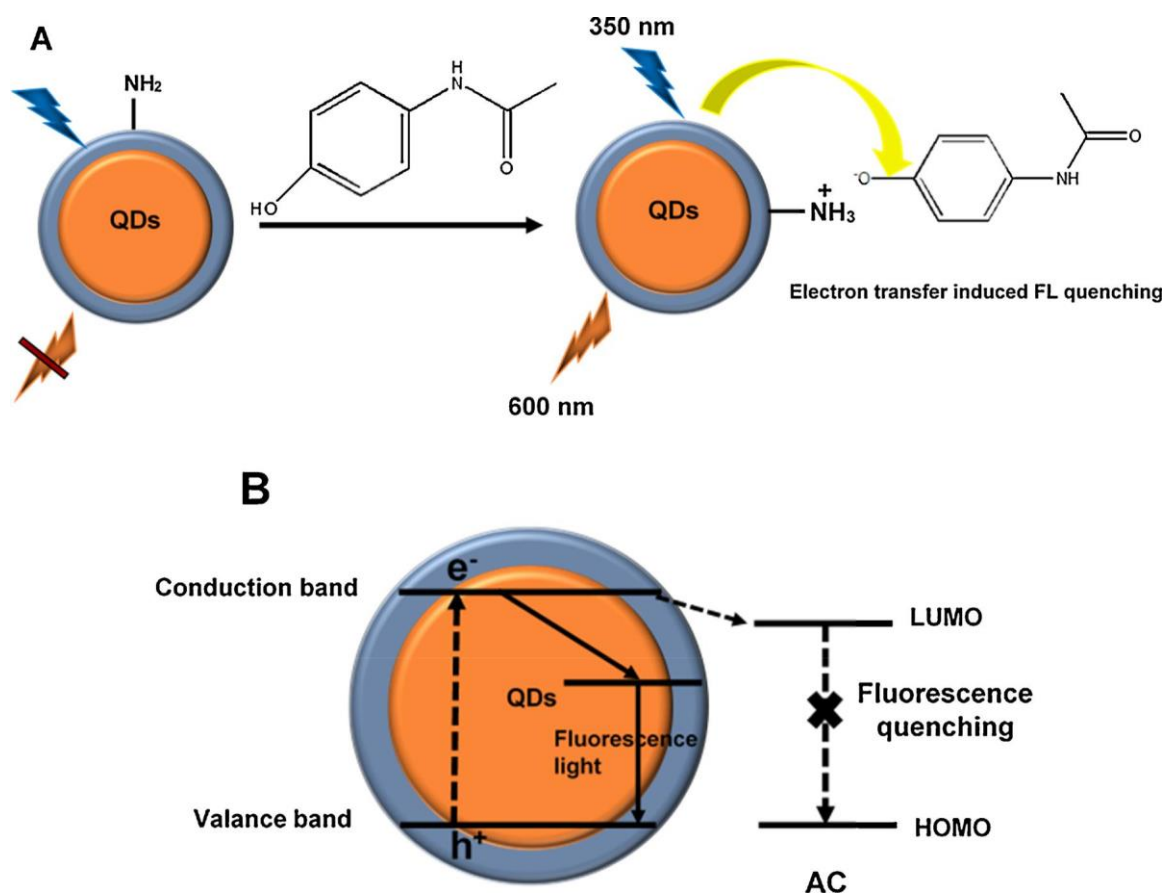 A
NH2
QDs
HO
H
N
O
350 nm
QDs
+
NH3
-O
NH
O
Electron transfer induced FL quenching
600 nm
B
Conduction band
e-
LUMO
QDs
Fluorescence
light
Fluorescence
quenching
Valance band
h+
HOMO
AC